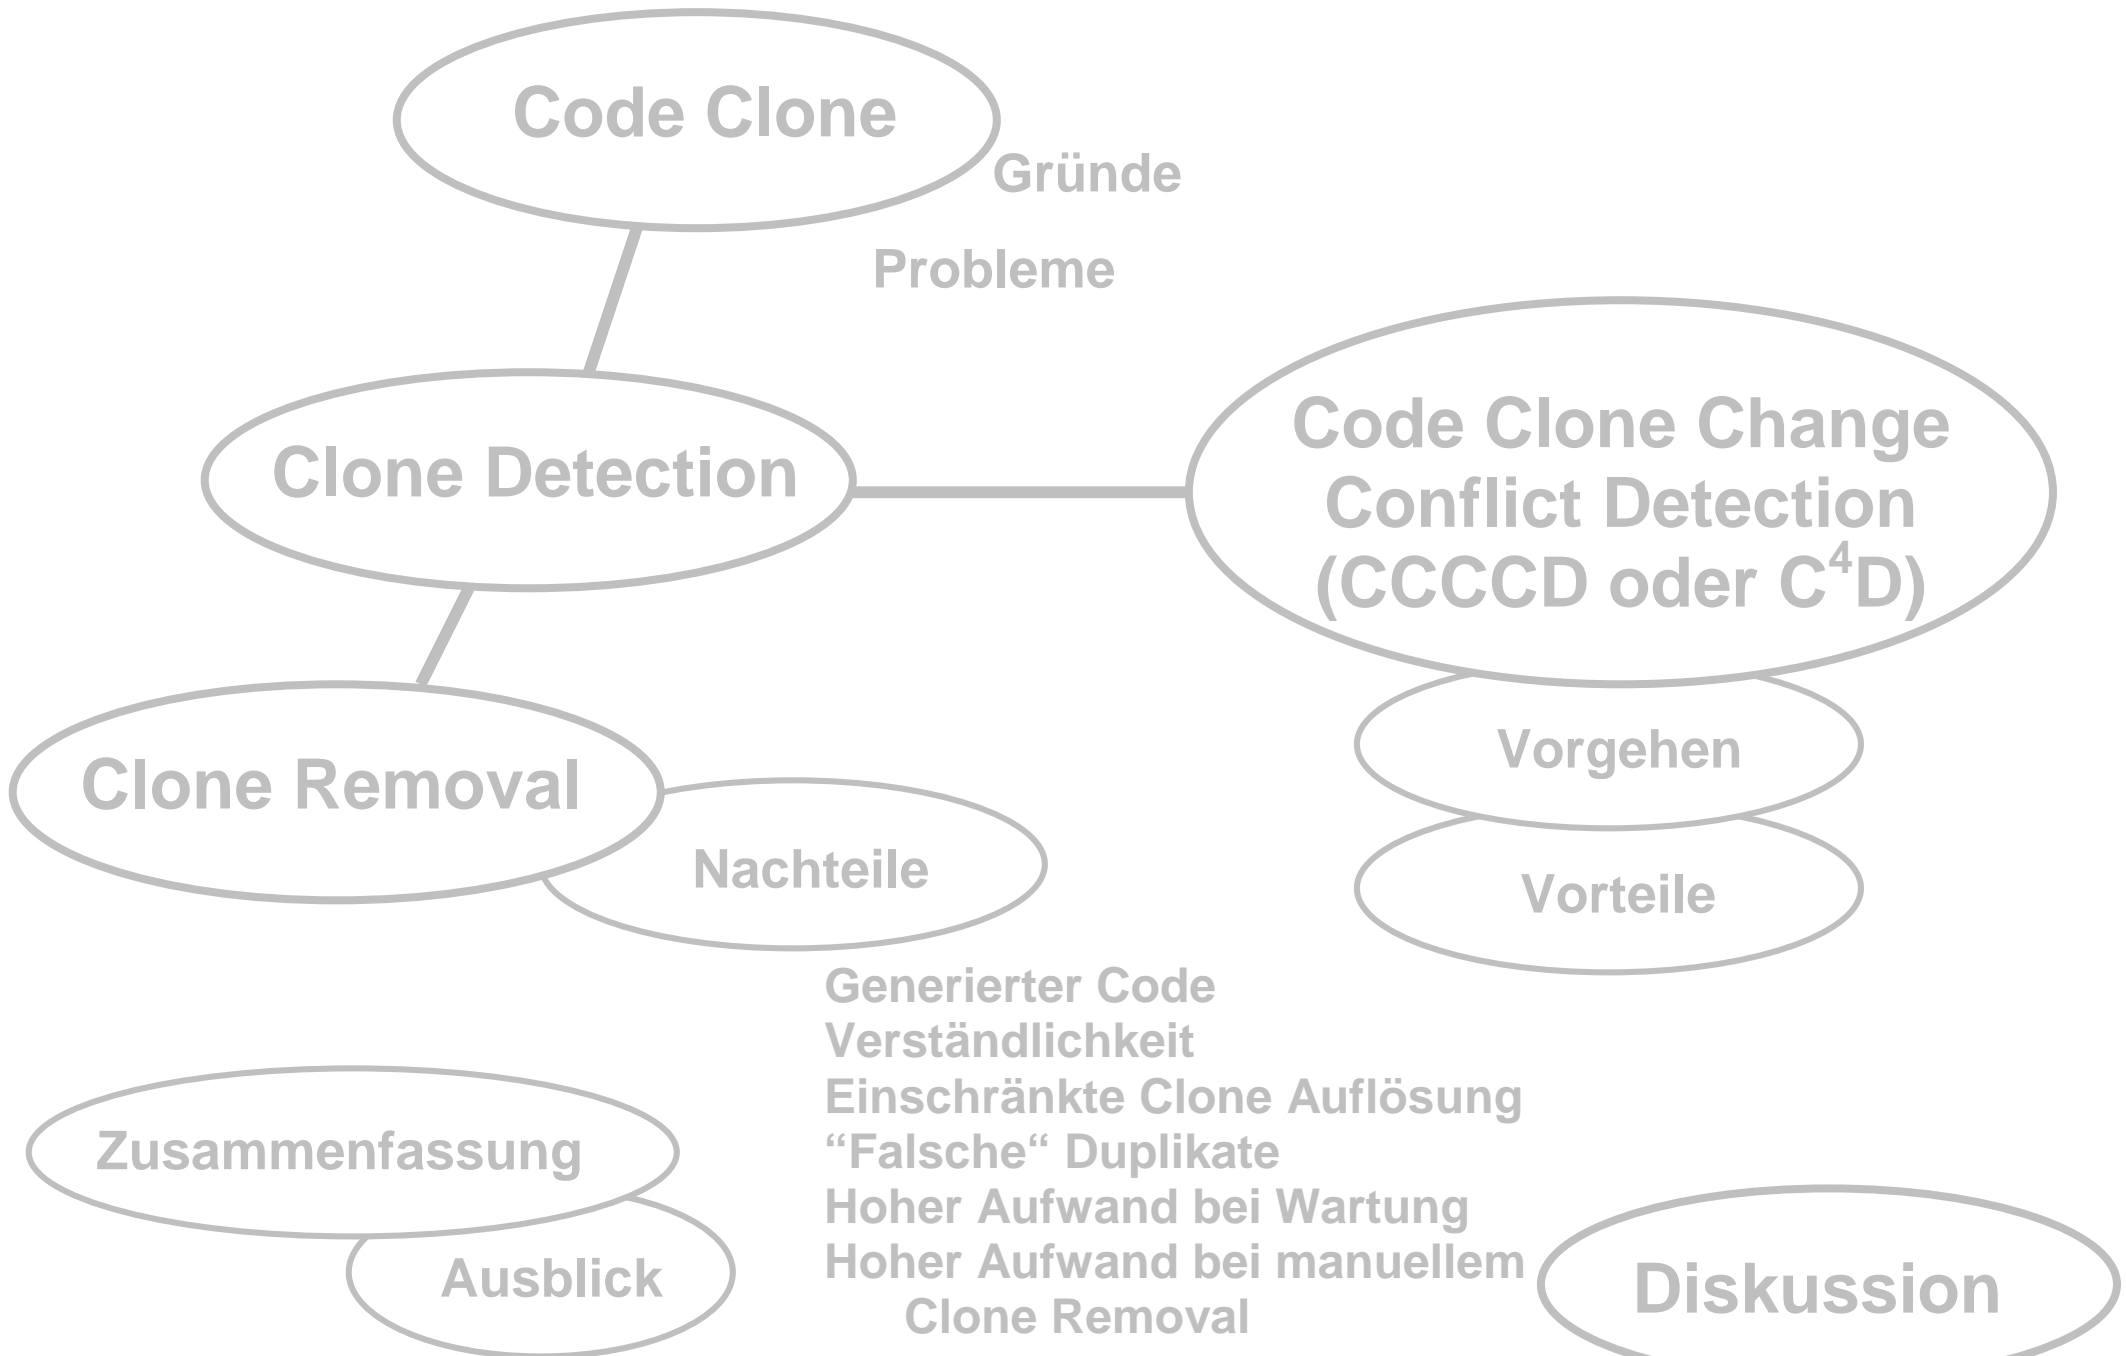 Code Clone
Gründe
Probleme
Clone Detection
Code Clone Change
Conflict Detection
(CCCCD oder C⁴D)
Clone Removal
Nachteile
Vorgehen
Vorteile
Generierter Code
Verständlichkeit
Einschränkte Clone Auflösung
“Falsche“ Duplikate
Hoher Aufwand bei Wartung
Hoher Aufwand bei manuellem
Clone Removal
Zusammenfassung
Ausblick
Diskussion